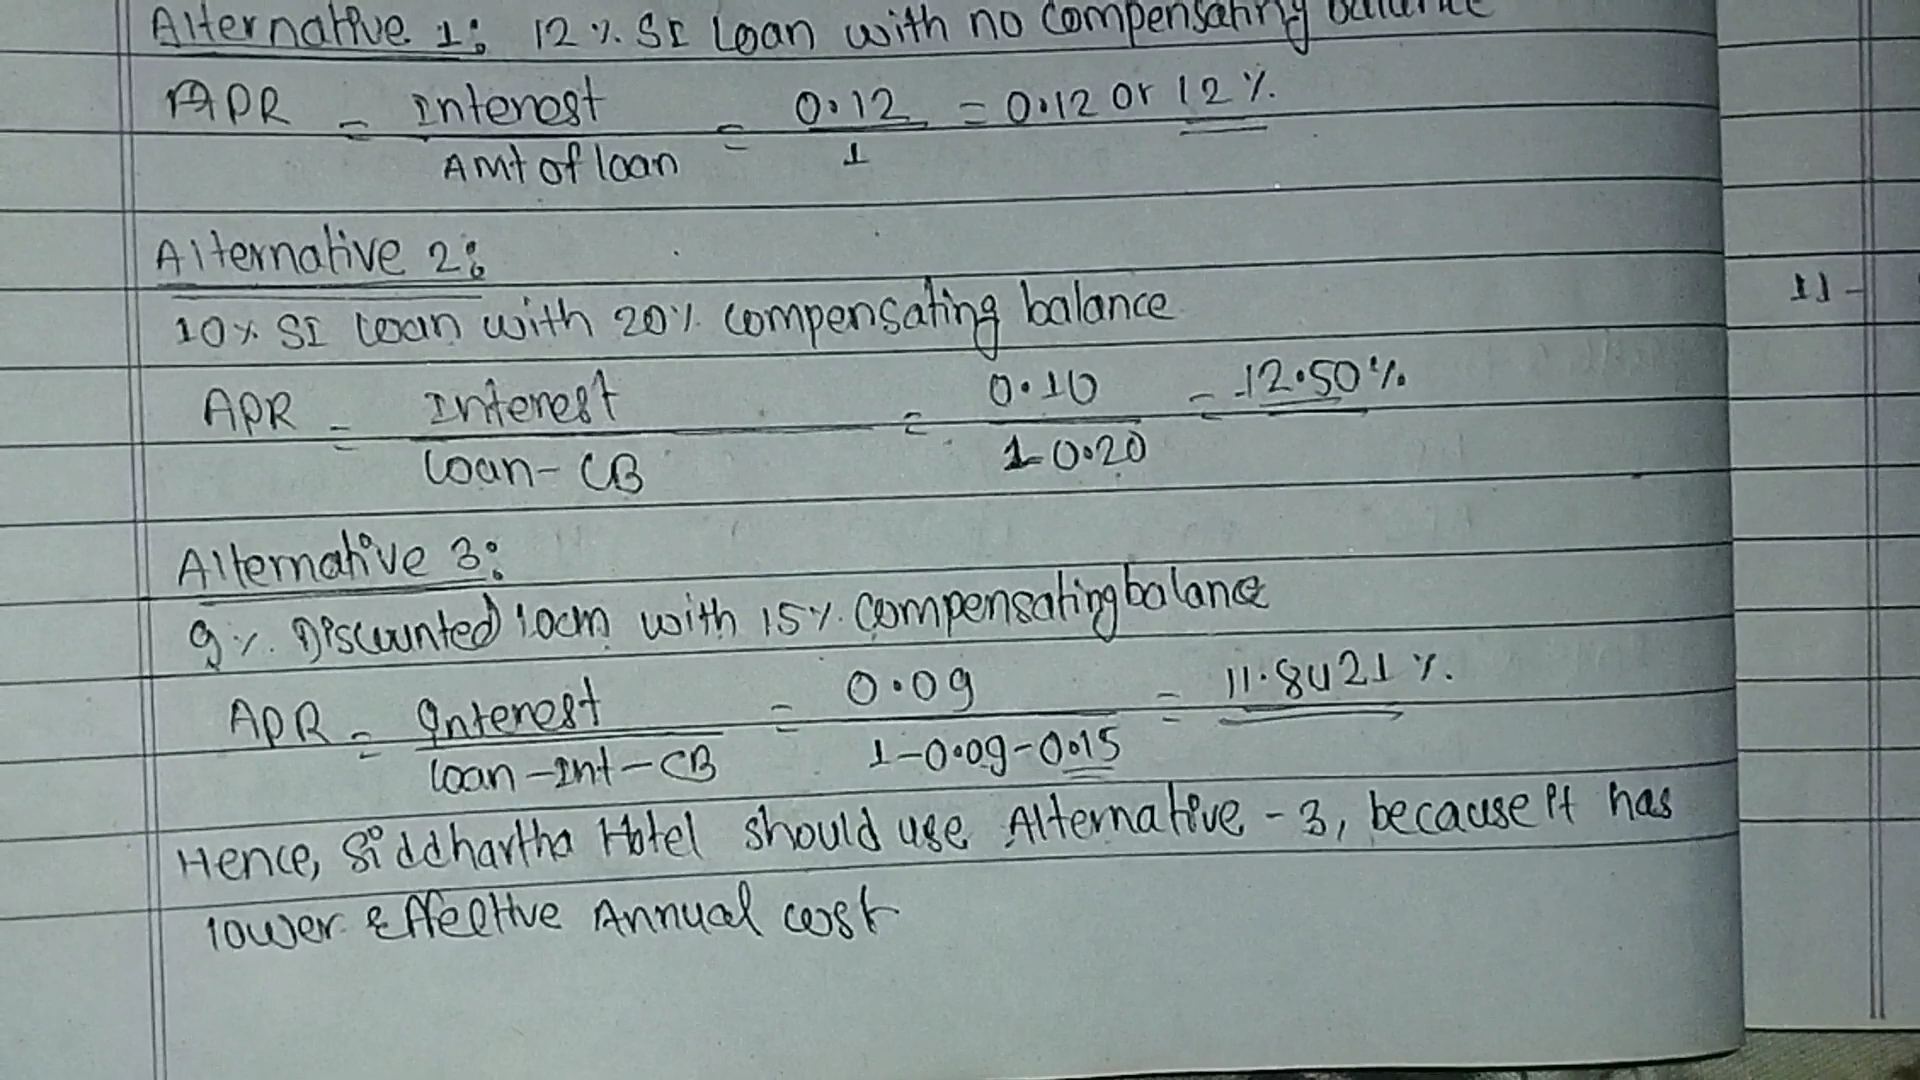 Alternative 1: 12% SI Loan with no compensating balance
APR = Interest / Amt of loan = 0.12 / 1 = 0.12 or 12%.
Alternative 2:
10% SI loan with 20% compensating balance
APR = Interest / Loan - CB = 0.10 / 1-0.20 = 12.50%.
11-
Alternative 3:
9% Discounted loan with 15% compensating balance
APR = Interest / loan - Int - CB = 0.09 / 1-0.09-0.15 = 11.8421%.
Hence, Siddhartha Hotel should use Alternative - 3, because it has
lower Effective Annual cost